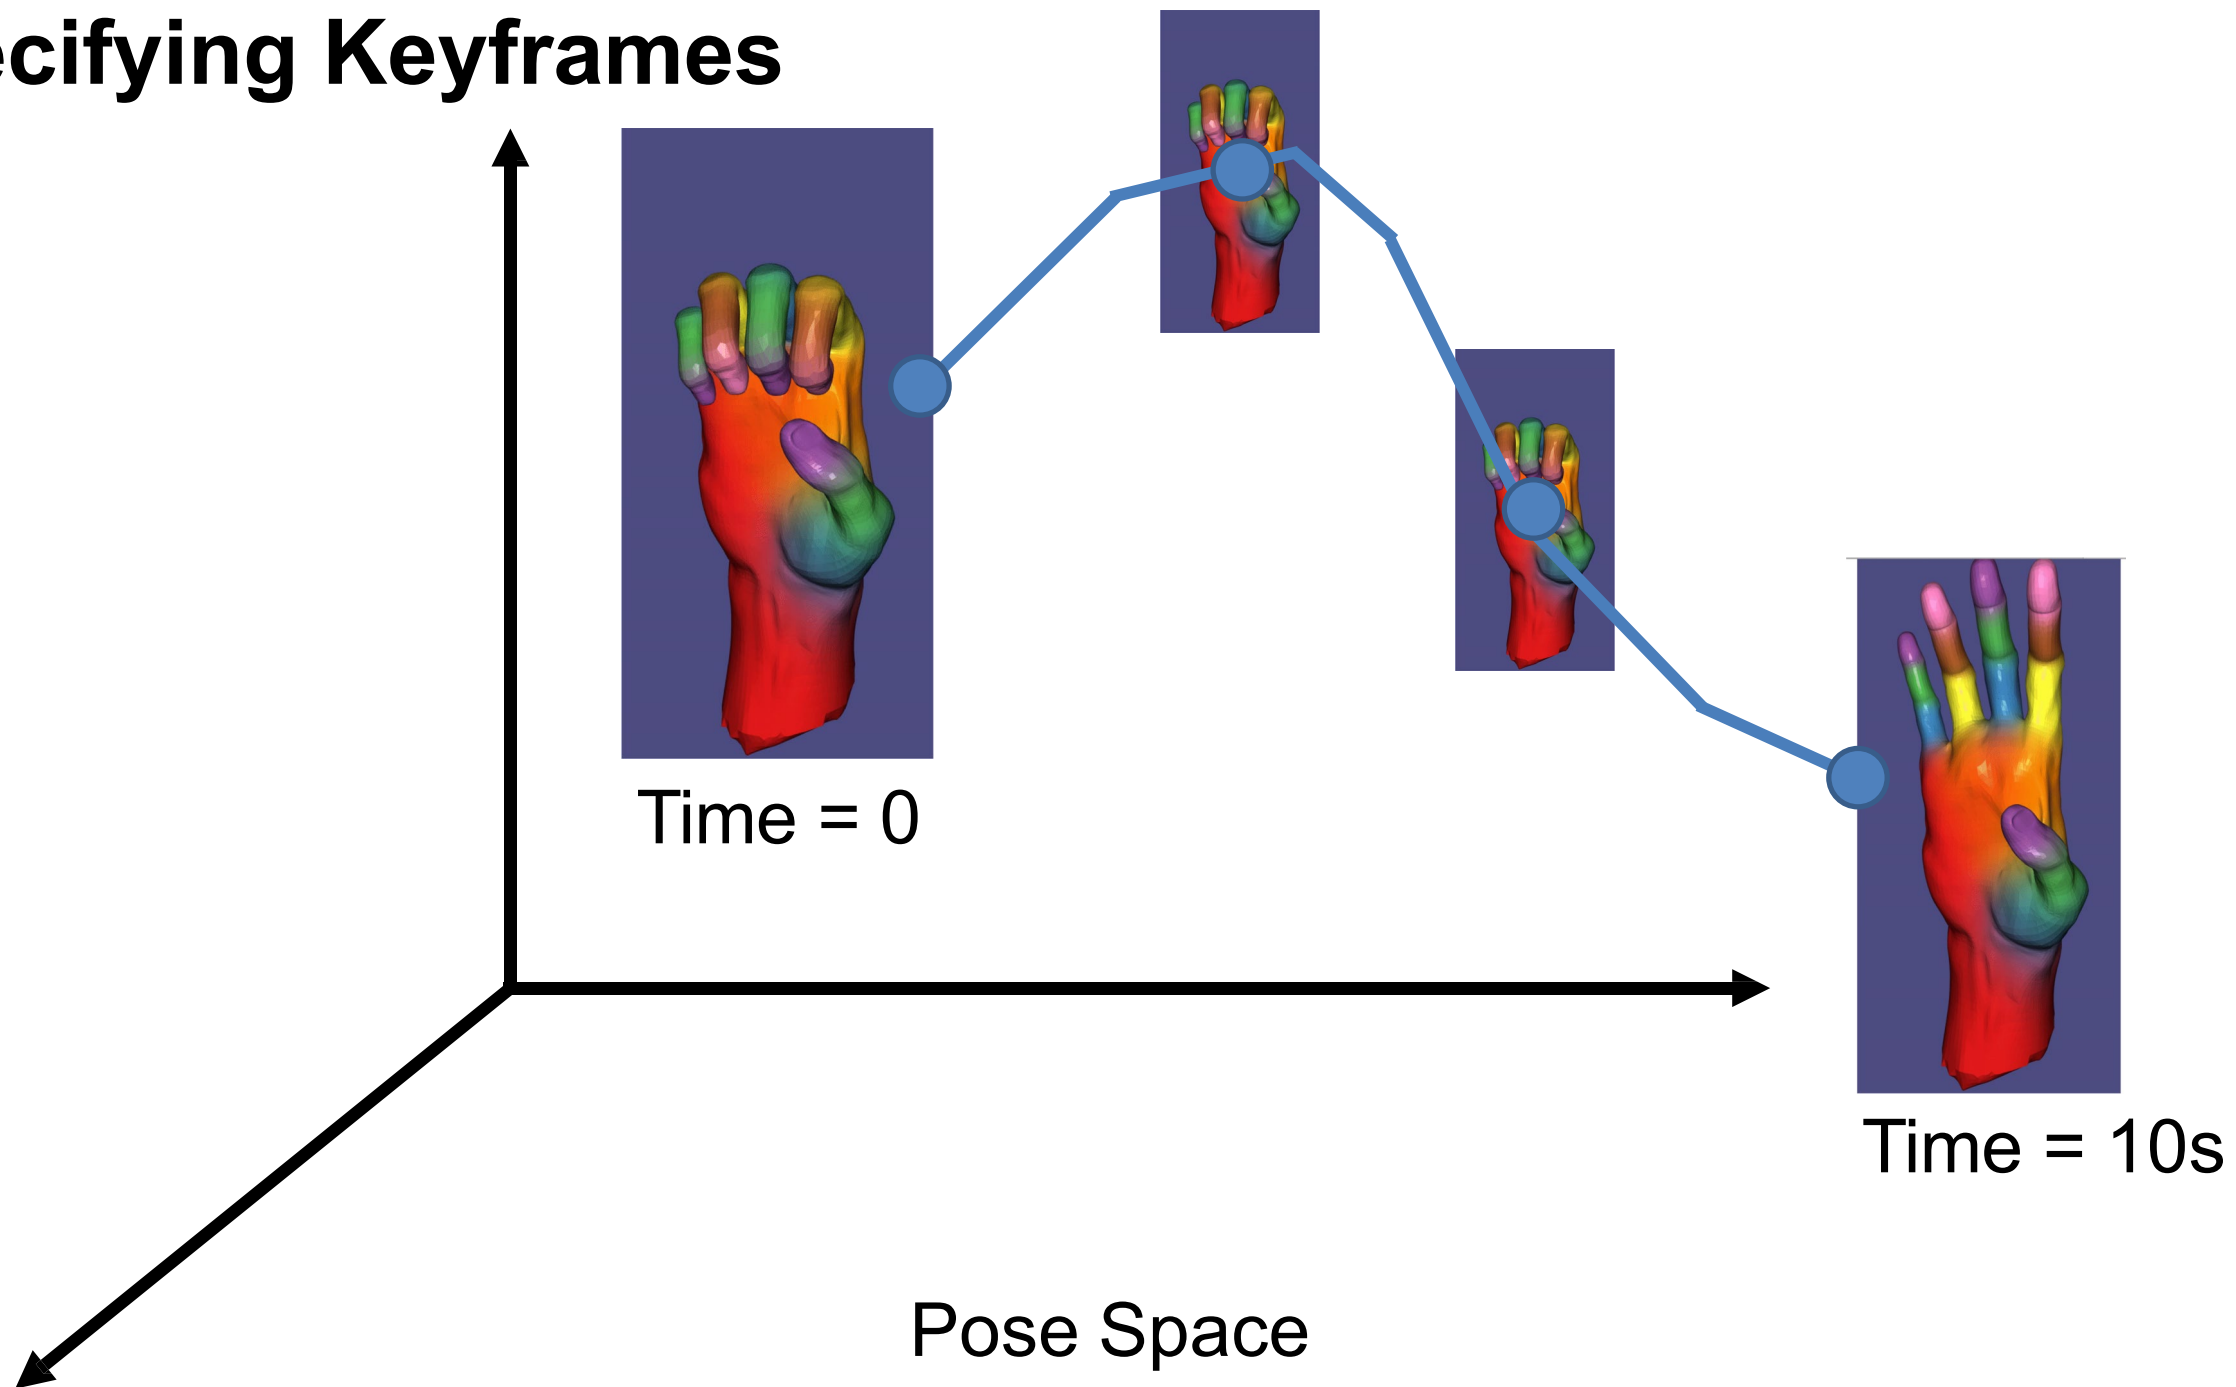 ecifying Keyframes
Time = 0
Time = 10s
Pose Space